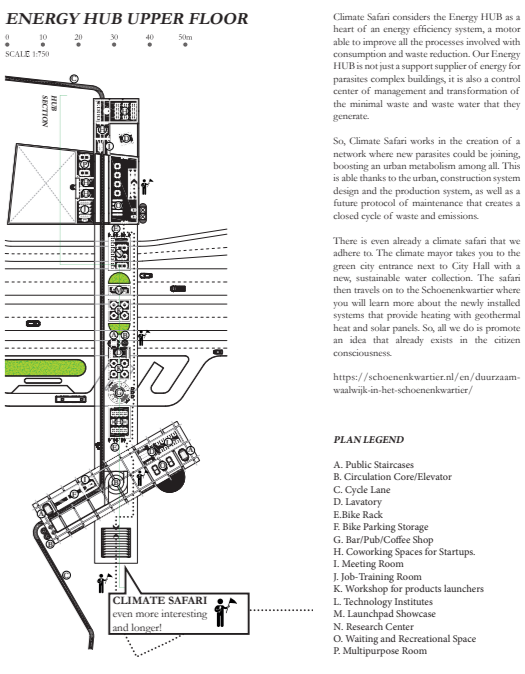 ENERGY HUB UPPER FLOOR
0 10 20 30 40 50m
SCALE 1:750
HUB
SECTION
CLIMATE SAFARI
even more interesting
and longer!
Climate Safari considers the Energy HUB as a
heart of an energy efficiency system, a motor
able to improve all the processes involved with
consumption and waste reduction. Our Energy
HUB is not just a support supplier of energy for
parasites complex buildings, it is also a control
center of management and transformation of
the minimal waste and waste water that they
generate.
So, Climate Safari works in the creation of a
network where new parasites could be joining,
boosting an urban metabolism among all. This
is able thanks to the urban, construction system
design and the production system, as well as a
future protocol of maintenance that creates a
closed cycle of waste and emissions.
There is even already a climate safari that we
adhere to. The climate mayor takes you to the
green city entrance next to City Hall with a
new, sustainable water collection. The safari
then travels on to the Schoenenkwartier where
you will learn more about the newly installed
systems that provide heating with geothermal
heat and solar panels. So, all we do is promote
an idea that already exists in the citizen
consciousness.
https://schoenenkwartier.nl/en/duurzaam-
waalwijk-in-het-schoenenkwartier/
PLAN LEGEND
A. Public Staircases
B. Circulation Core/Elevator
C. Cycle Lane
D. Lavatory
E.Bike Rack
F. Bike Parking Storage
G. Bar/Pub/Coffee Shop
H. Coworking Spaces for Startups.
I. Meeting Room
J. Job-Training Room
K. Workshop for products launchers
L. Technology Institutes
M. Launchpad Showcase
N. Research Center
O. Waiting and Recreational Space
P. Multipurpose Room